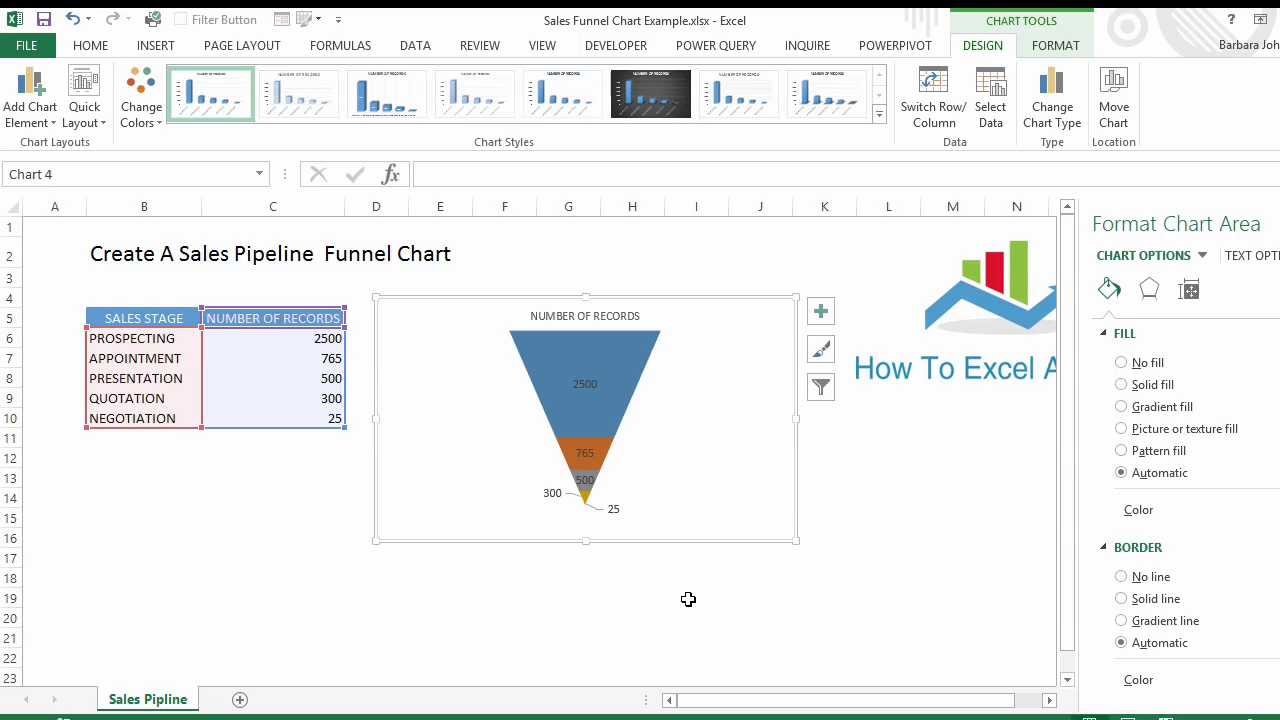 Filter Button
Sales Funnel Chart Example.xlsx - Excel
CHART TOOLS
?
FILE HOME INSERT PAGE LAYOUT FORMULAS DATA REVIEW VIEW DEVELOPER POWER QUERY INQUIRE POWERPIVOT DESIGN FORMAT Barbara Joh
Add Chart Element
Quick Layout
Change Colors
Switch Row/ Column
Select Data
Change Chart Type
Move Chart
Chart Layouts Chart Styles Data Type Location
Chart 4
fx
A B C D E F G H I J K L M N
1
2 Create A Sales Pipeline Funnel Chart
3
4
5 SALES STAGE NUMBER OF RECORDS
6 PROSPECTING 2500
7 APPOINTMENT 765
8 PRESENTATION 500
9 QUOTATION 300
10 NEGOTIATION 25
11
12
13
14
15
16
17
18
19
20
21
22
23
NUMBER OF RECORDS
2500
765
500
300
25
How To Excel A
Format Chart Area
CHART OPTIONS TEXT OPTI
FILL
No fill
Solid fill
Gradient fill
Picture or texture fill
Pattern fill
Automatic
Color
BORDER
No line
Solid line
Gradient line
Automatic
Color
Sales Pipline